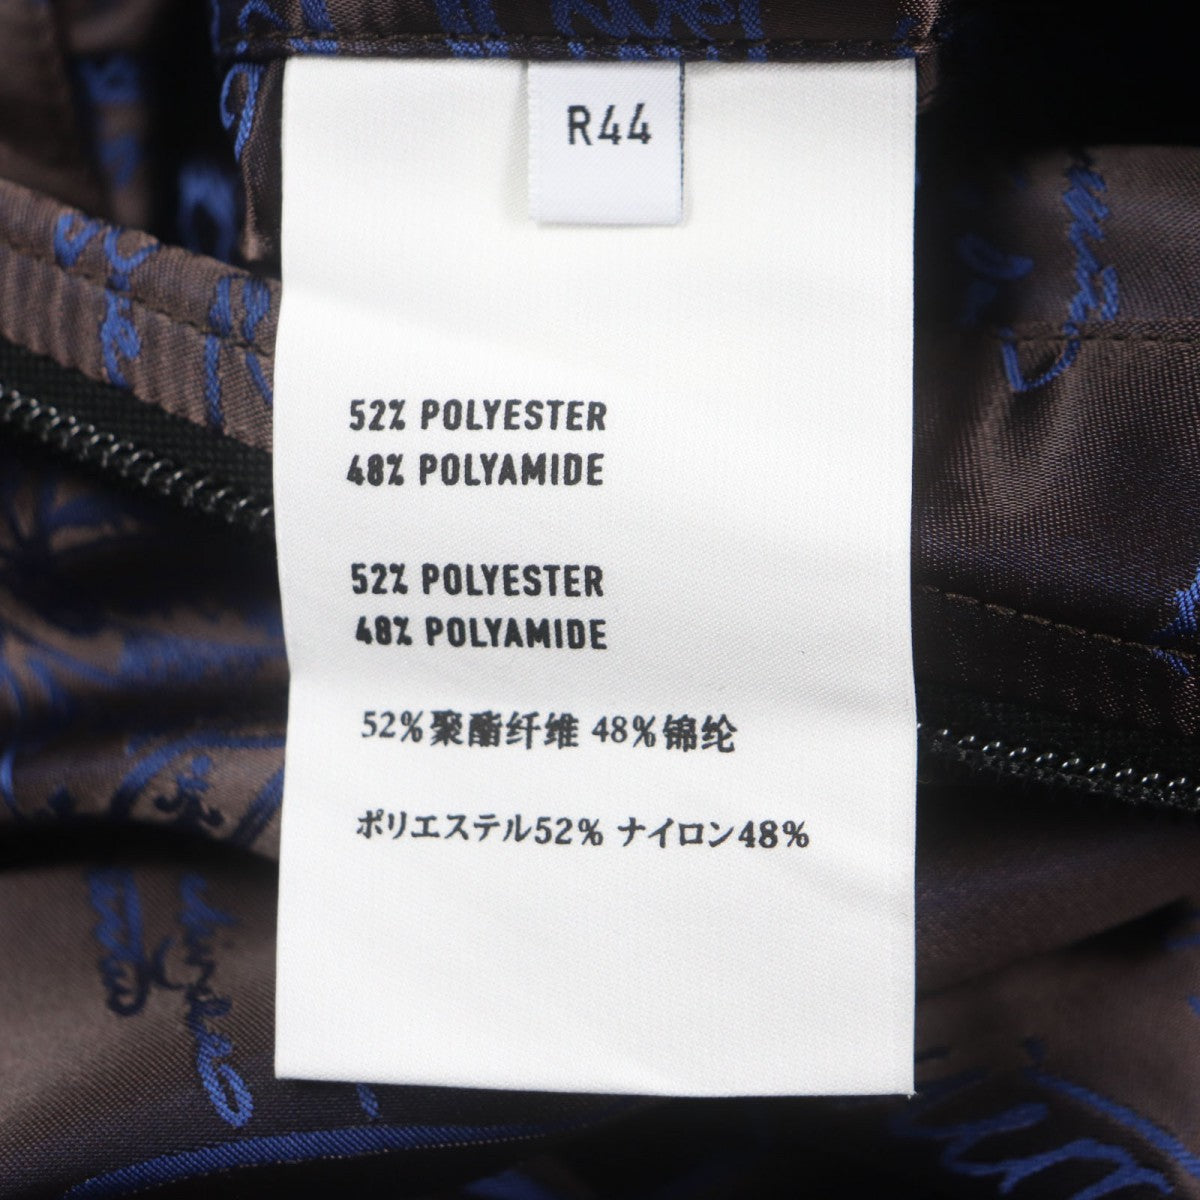 R44
52% POLYESTER
48% POLYAMIDE
52% POLYESTER
48% POLYAMIDE
52%聚酯纤维 48%锦纶
ポリエステル52% ナイロン48%